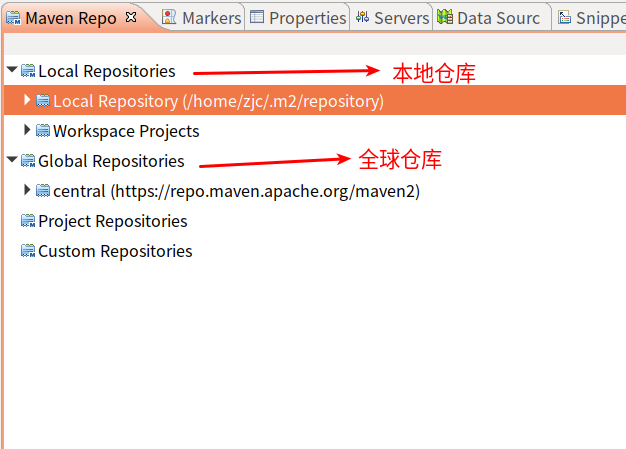 Maven Repo Markers Properties Servers Data Sourc Snippe
Local Repositories 本地仓库
Local Repository (/home/zjc/.m2/repository)
Workspace Projects
Global Repositories 全球仓库
central (https://repo.maven.apache.org/maven2)
Project Repositories
Custom Repositories